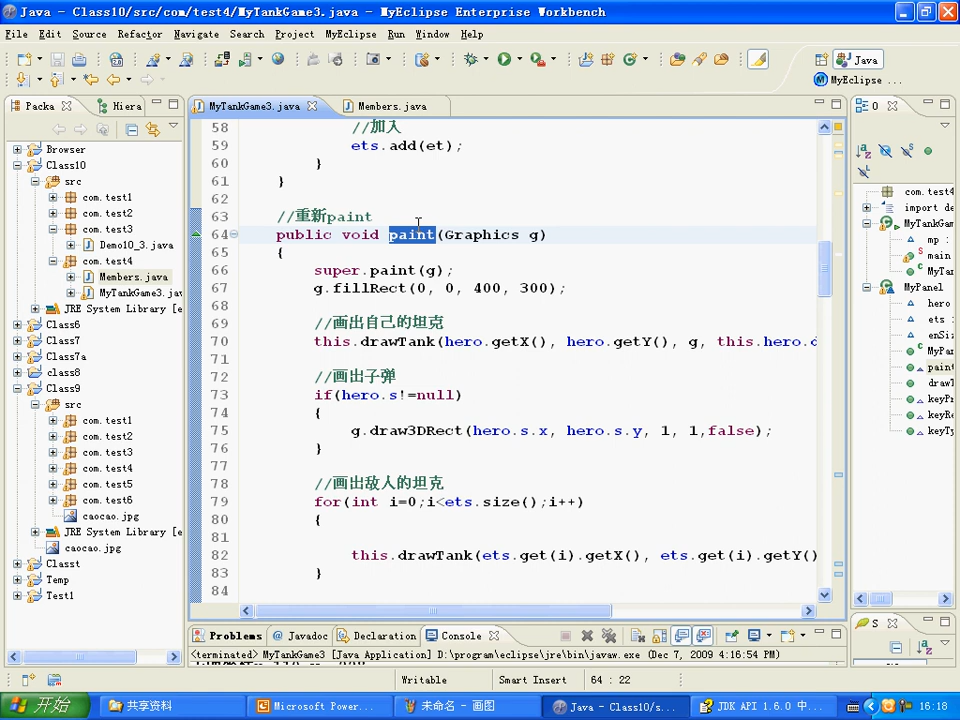 Java - Class10/src/com/test4/MyTankGame3.java - MyEclipse Enterprise Workbench
File Edit Source Refactor Navigate Search Project MyEclipse Run Window Help
Java
MyEclipse ...
Packa
Hiera
MyTankGame3.java
Members.java
O
Browser
Class10
src
com.test1
com.test2
com.test3
Demo10_3.java
com.test4
Members.java
MyTankGame3.jav
JRE System Library [e
Class6
Class7
Class7a
class8
Class9
src
com.test1
com.test2
com.test3
com.test4
com.test5
com.test6
caocao.jpg
JRE System Library [e
caocao.jpg
Classt
Temp
Test1
58 //加入
59 ets.add(et);
60 }
61 }
62
63 //重新paint
64 public void paint(Graphics g)
65 {
66 super.paint(g);
67 g.fillRect(0, 0, 400, 300);
68
69 //画出自己的坦克
70 this.drawTank(hero.getX(), hero.getY(), g, this.hero.d
71
72 //画出子弹
73 if(hero.s!=null)
74 {
75 g.draw3DRect(hero.s.x, hero.s.y, 1, 1,false);
76 }
77
78 //画出敌人的坦克
79 for(int i=0;i<ets.size();i++)
80 {
81
82 this.drawTank(ets.get(i).getX(), ets.get(i).getY()
83 }
84
com.test4
import de
MyTankGam
mp :
main
MyTa
MyPanel
hero
ets :
enSiz
MyPa
paint
drawT
keyPr
keyRe
keyTy
S
Problems
Javadoc
Declaration
Console
<terminated> MyTankGame3 [Java Application] D:\program\eclipse\jre\bin\javaw.exe (Dec 7, 2009 4:16:54 PM)
Writable
Smart Insert
64 : 22
开始
共享资料
Microsoft Power...
未命名 - 画图
Java - Class10/s...
JDK API 1.6.0 中...
16:18